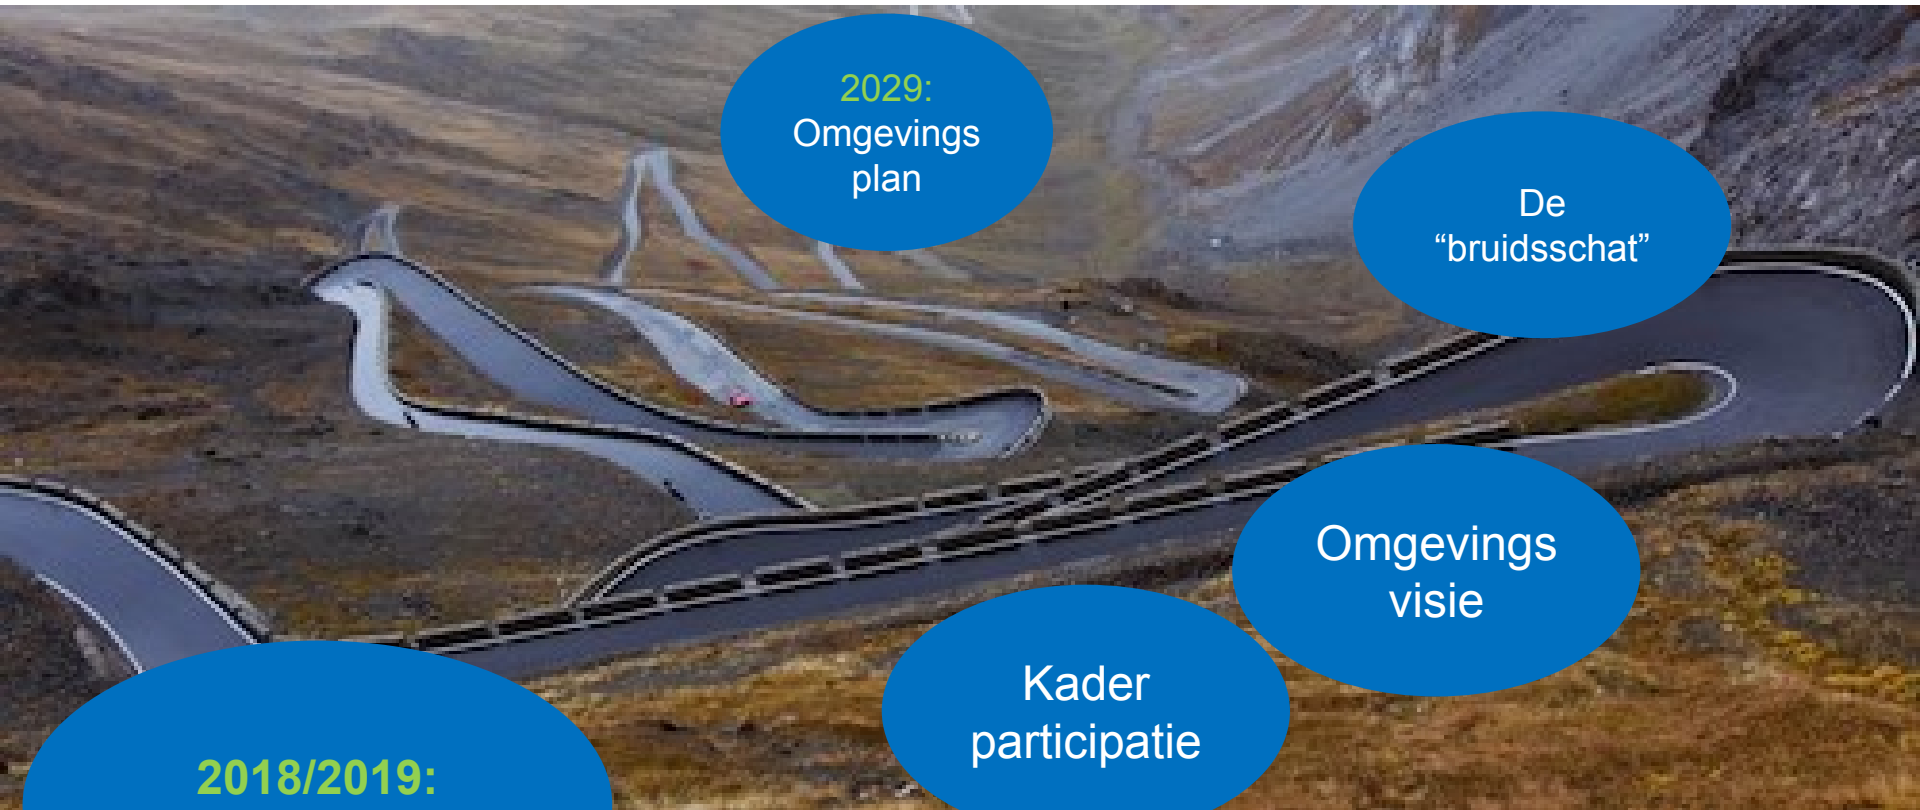 2029:
Omgevings
plan
De
“bruidsschat”
Omgevings
visie
Kader
participatie
2018/2019: